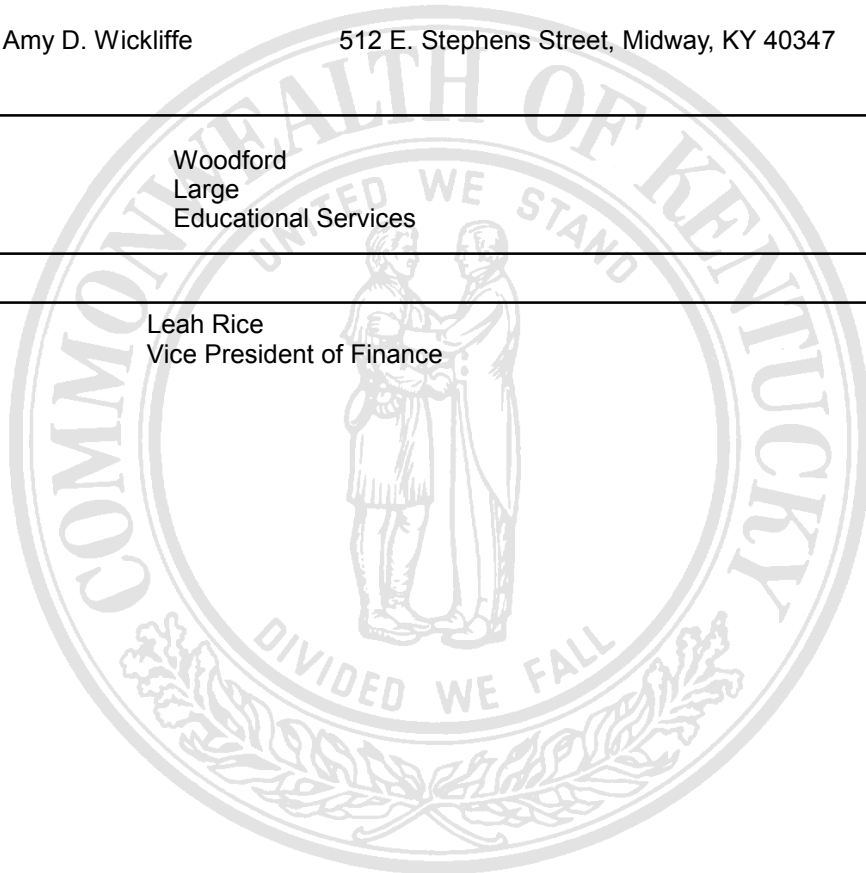 Amy D. Wickliffe 512 E. Stephens Street, Midway, KY 40347
Woodford
Large
Educational Services
Leah Rice
Vice President of Finance
COMMONWEALTH OF KENTUCKY
UNITED WE STAND
DIVIDED WE FALL